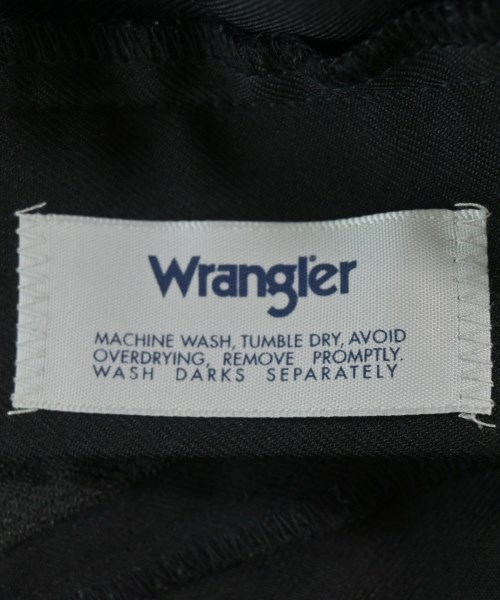 Wrangler
MACHINE WASH, TUMBLE DRY, AVOID
OVERDRYING, REMOVE PROMPTLY.
WASH DARKS SEPARATELY